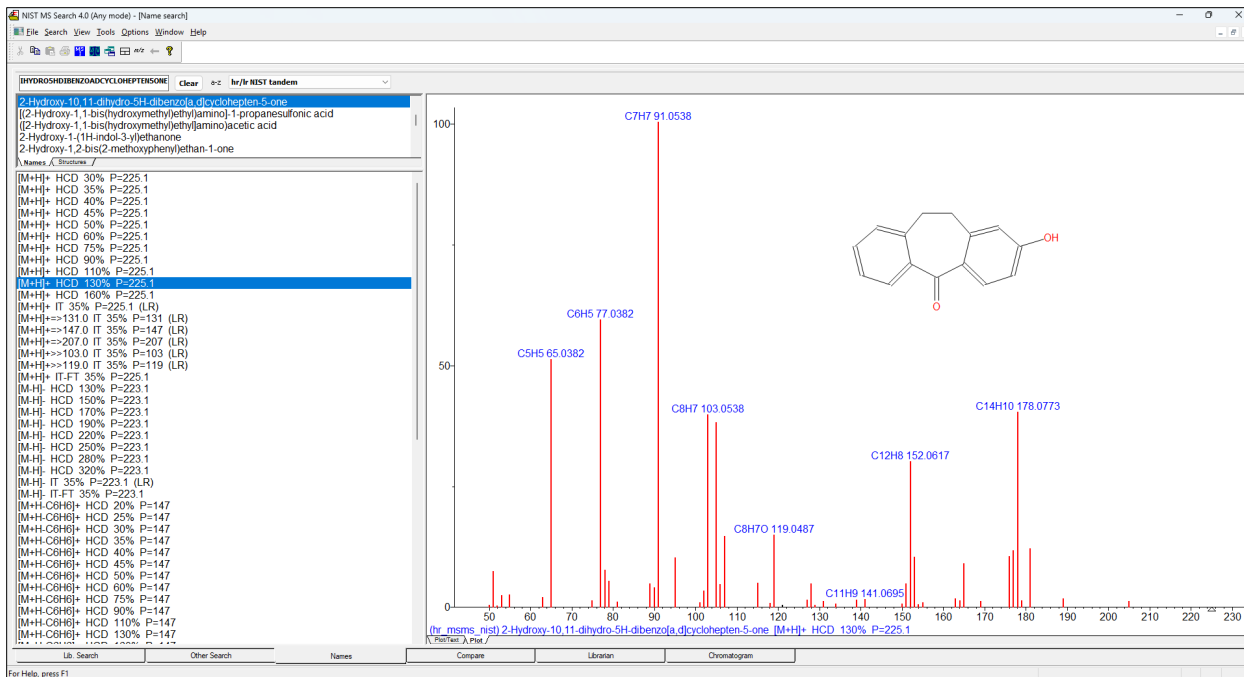 NIST MS Search 4.0 (Any mode) - [Name search]
File Search View Tools Options Window Help
m/z
IHYDRO5HDIBENZOADCYCLOHEPTEN5ONE Clear a-z hr/lr NIST tandem
2-Hydroxy-10,11-dihydro-5H-dibenzo[a,d]cyclohepten-5-one
[(2-Hydroxy-1,1-bis(hydroxymethyl)ethyl)amino]-1-propanesulfonic acid
([2-Hydroxy-1,1-bis(hydroxymethyl)ethyl]amino)acetic acid
2-Hydroxy-1-(1H-indol-3-yl)ethanone
2-Hydroxy-1,2-bis(2-methoxyphenyl)ethan-1-one
Names Structures
[M+H]+ HCD 30% P=225.1
[M+H]+ HCD 35% P=225.1
[M+H]+ HCD 40% P=225.1
[M+H]+ HCD 45% P=225.1
[M+H]+ HCD 50% P=225.1
[M+H]+ HCD 60% P=225.1
[M+H]+ HCD 75% P=225.1
[M+H]+ HCD 90% P=225.1
[M+H]+ HCD 110% P=225.1
[M+H]+ HCD 130% P=225.1
[M+H]+ HCD 160% P=225.1
[M+H]+ IT 35% P=225.1 (LR)
[M+H]+=>131.0 IT 35% P=131 (LR)
[M+H]+=>147.0 IT 35% P=147 (LR)
[M+H]+=>207.0 IT 35% P=207 (LR)
[M+H]+>>103.0 IT 35% P=103 (LR)
[M+H]+>>119.0 IT 35% P=119 (LR)
[M+H]+ IT-FT 35% P=225.1
[M-H]- HCD 130% P=223.1
[M-H]- HCD 150% P=223.1
[M-H]- HCD 170% P=223.1
[M-H]- HCD 190% P=223.1
[M-H]- HCD 220% P=223.1
[M-H]- HCD 250% P=223.1
[M-H]- HCD 280% P=223.1
[M-H]- HCD 320% P=223.1
[M-H]- IT 35% P=223.1 (LR)
[M-H]- IT-FT 35% P=223.1
[M+H-C6H6]+ HCD 20% P=147
[M+H-C6H6]+ HCD 25% P=147
[M+H-C6H6]+ HCD 30% P=147
[M+H-C6H6]+ HCD 35% P=147
[M+H-C6H6]+ HCD 40% P=147
[M+H-C6H6]+ HCD 45% P=147
[M+H-C6H6]+ HCD 50% P=147
[M+H-C6H6]+ HCD 60% P=147
[M+H-C6H6]+ HCD 75% P=147
[M+H-C6H6]+ HCD 90% P=147
[M+H-C6H6]+ HCD 110% P=147
[M+H-C6H6]+ HCD 130% P=147
C7H7 91.0538
100
OH
O
C6H5 77.0382
C5H5 65.0382
50
C8H7 103.0538
C14H10 178.0773
C12H8 152.0617
C8H7O 119.0487
C11H9 141.0695
0
50 60 70 80 90 100 110 120 130 140 150 160 170 180 190 200 210 220 230
(hr_msms_nist) 2-Hydroxy-10,11-dihydro-5H-dibenzo[a,d]cyclohepten-5-one [M+H]+ HCD 130% P=225.1
Plot/Text Plot
Lib. Search Other Search Names Compare Librarian Chromatogram
For Help, press F1